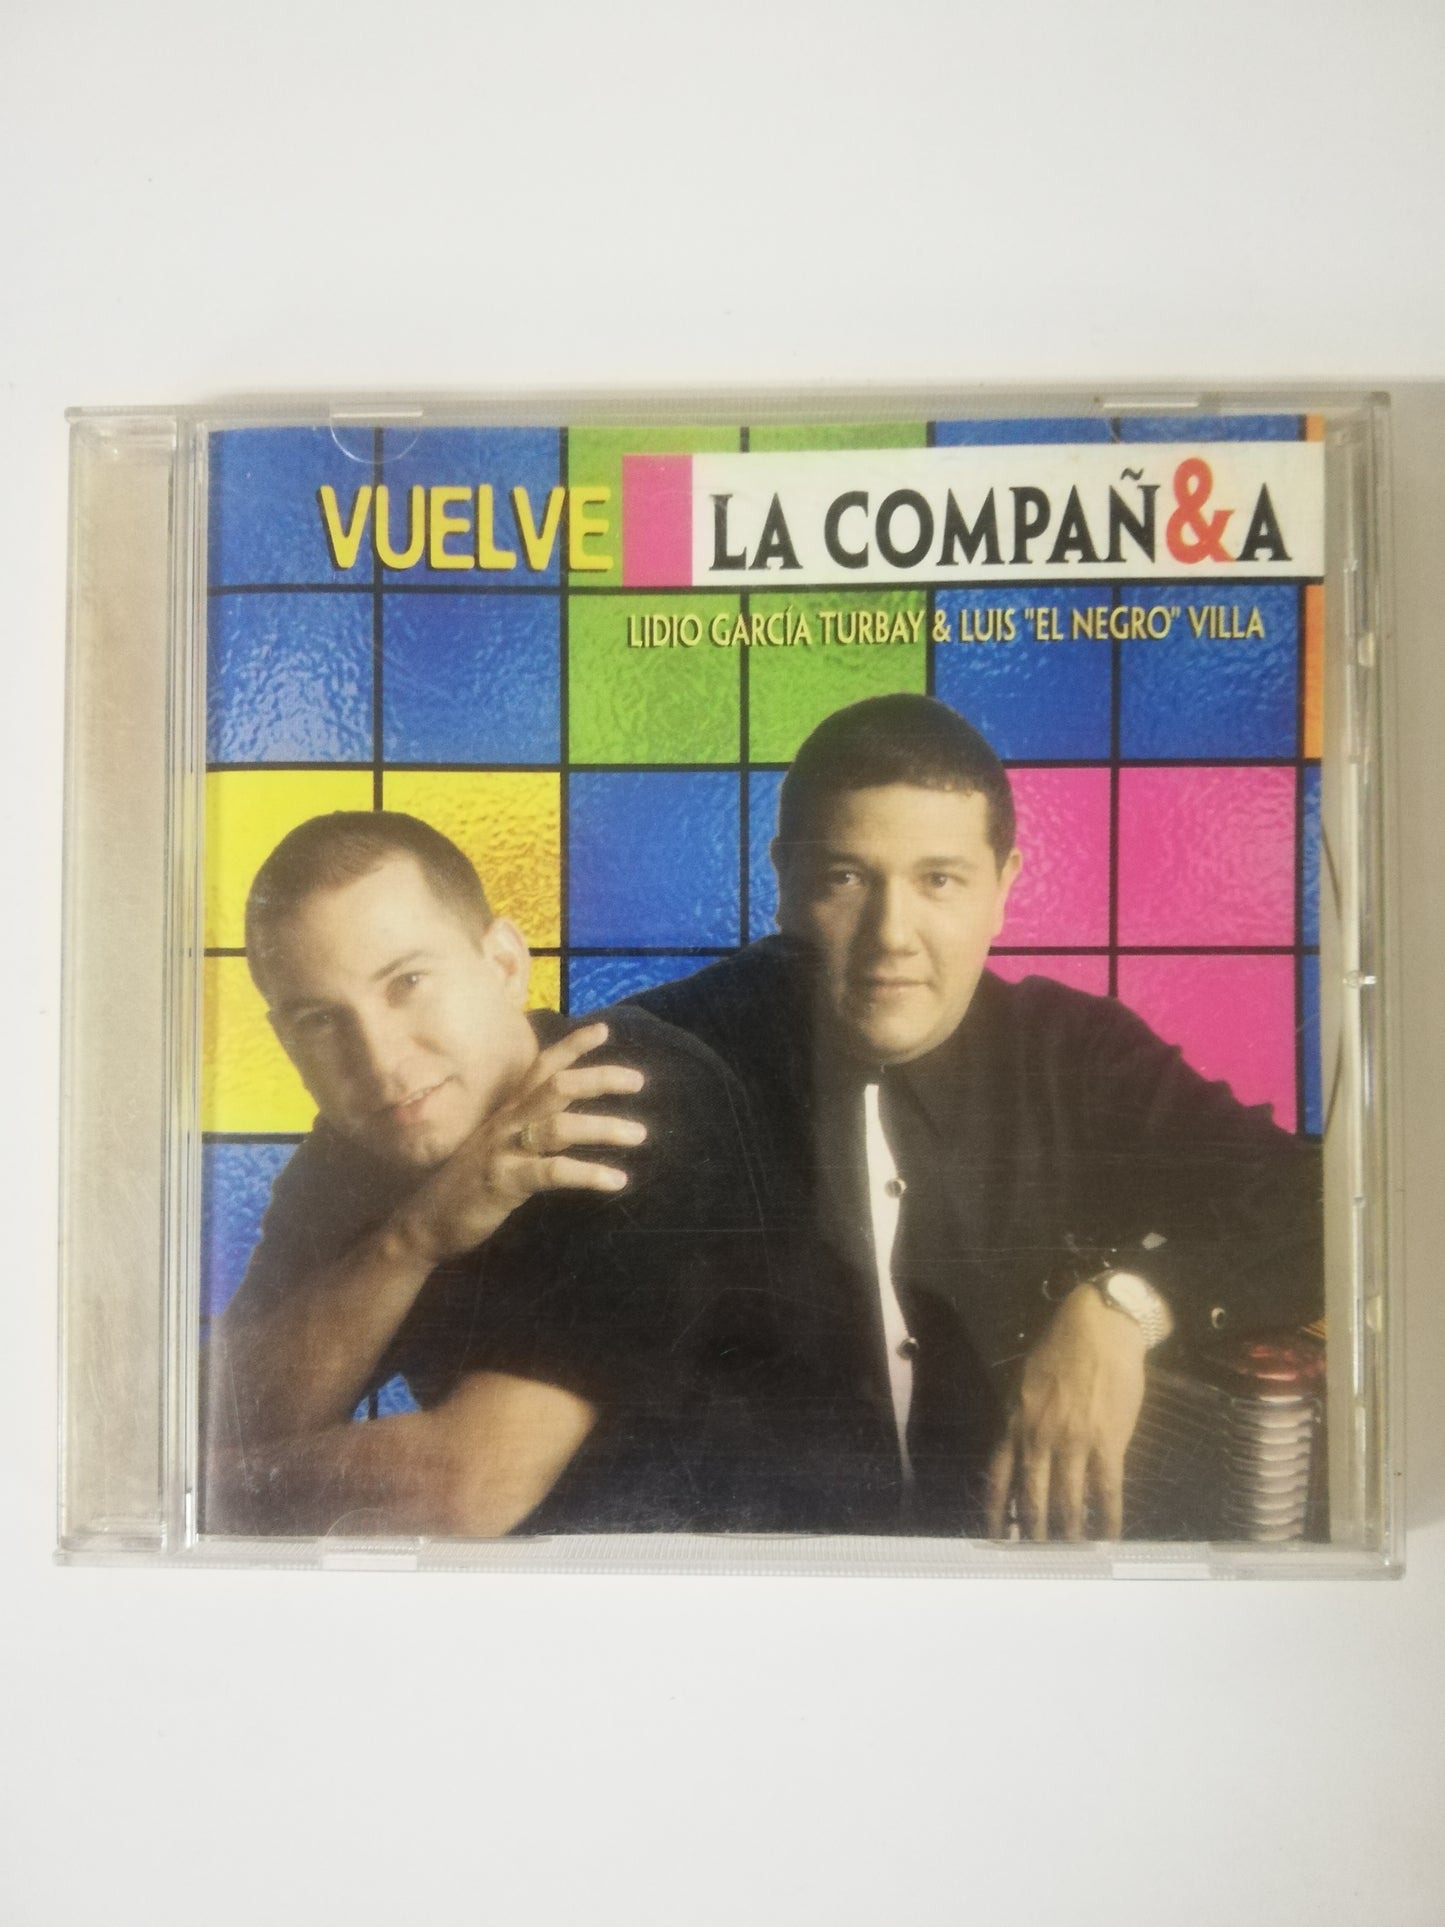 VUELVE LA COMPAÑ&A
LIDIO GARCÍA TURBAY & LUIS "EL NEGRO" VILLA